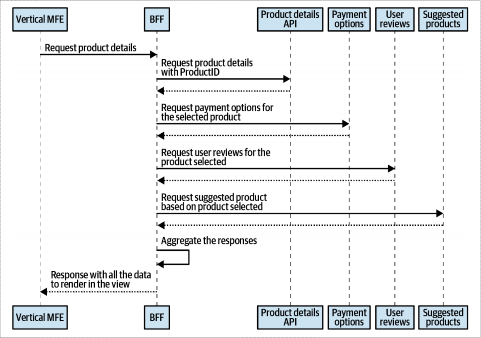 Vertical MFE
BFF
Product details
API
Payment
options
User
reviews
Suggested
products
Request product details
Request product details
with ProductID
Request payment options for
the selected product
Request user reviews for the
product selected
Request suggested product
based on product selected
Aggregate the responses
Response with all the data
to render in the view
Vertical MFE
BFF
Product details
API
Payment
options
User
reviews
Suggested
products